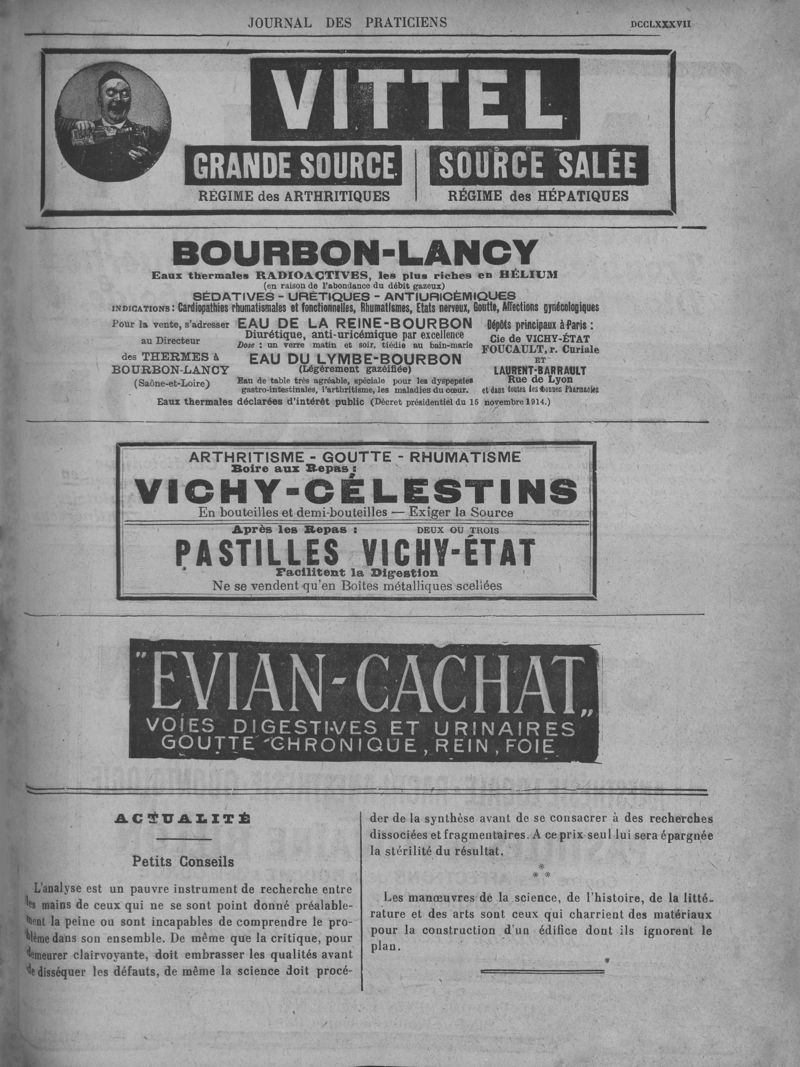 JOURNAL DES PRATICIENS
DCCLXXXVII
VITTEL
GRANDE SOURCE
RÉGIME des ARTHRITIQUES
SOURCE SALÉE
RÉGIME des HÉPATIQUES
BOURBON-LANCY
Eaux thermales RADIOACTIVES, les plus riches en HÉLIUM
(en raison de l'abondance du débit gazeux)
SÉDATIVES - URÉTIQUES - ANTIURICÉMIQUES
INDICATIONS : Cardiopathies rhumatismales et fonctionnelles, Rhumatismes, Etats nerveux, Goutte, Affections gynécologiques
Pour la vente, s'adresser
au Directeur
des THERMES à
BOURBON-LANCY
(Saône-et-Loire)
EAU DE LA REINE-BOURBON
Diurétique, anti-uricémique par excellence
Dose : un verre matin et soir, tiédie au bain-marie
EAU DU LYMBE-BOURBON
(Légèrement gazéifiée)
Eau de table très agréable, spéciale pour les dyspepsies
gastro-intestinales, l'arthritisme, les maladies du cœur.
Dépôts principaux à Paris :
Cie de VICHY-ÉTAT
FOUCAULT, r. Curiale
ET
LAURENT-BARRAULT
Rue de Lyon
et dans toutes les bonnes Pharmacies
Eaux thermales déclarées d'intérêt public (Décret présidentiel du 15 novembre 1914.)
ARTHRITISME - GOUTTE - RHUMATISME
Boire aux Repas :
VICHY-CÉLESTINS
En bouteilles et demi-bouteilles — Exiger la Source
Après les Repas : DEUX OU TROIS
PASTILLES VICHY-ÉTAT
Facilitent la Digestion
Ne se vendent qu'en Boîtes métalliques scellées
"EVIAN-CACHAT„
VOIES DIGESTIVES ET URINAIRES
GOUTTE CHRONIQUE, REIN, FOIE
ACTUALITÉ
Petits Conseils
L'analyse est un pauvre instrument de recherche entre
les mains de ceux qui ne se sont point donné préalable-
ment la peine ou sont incapables de comprendre le pro-
blème dans son ensemble. De même que la critique, pour
demeurer clairvoyante, doit embrasser les qualités avant
de disséquer les défauts, de même la science doit procé-
der de la synthèse avant de se consacrer à des recherches
dissociées et fragmentaires. A ce prix seul lui sera épargnée
la stérilité du résultat.
*
* *
Les manœuvres de la science, de l'histoire, de la litté-
rature et des arts sont ceux qui charrient des matériaux
pour la construction d'un édifice dont ils ignorent le
plan.
*